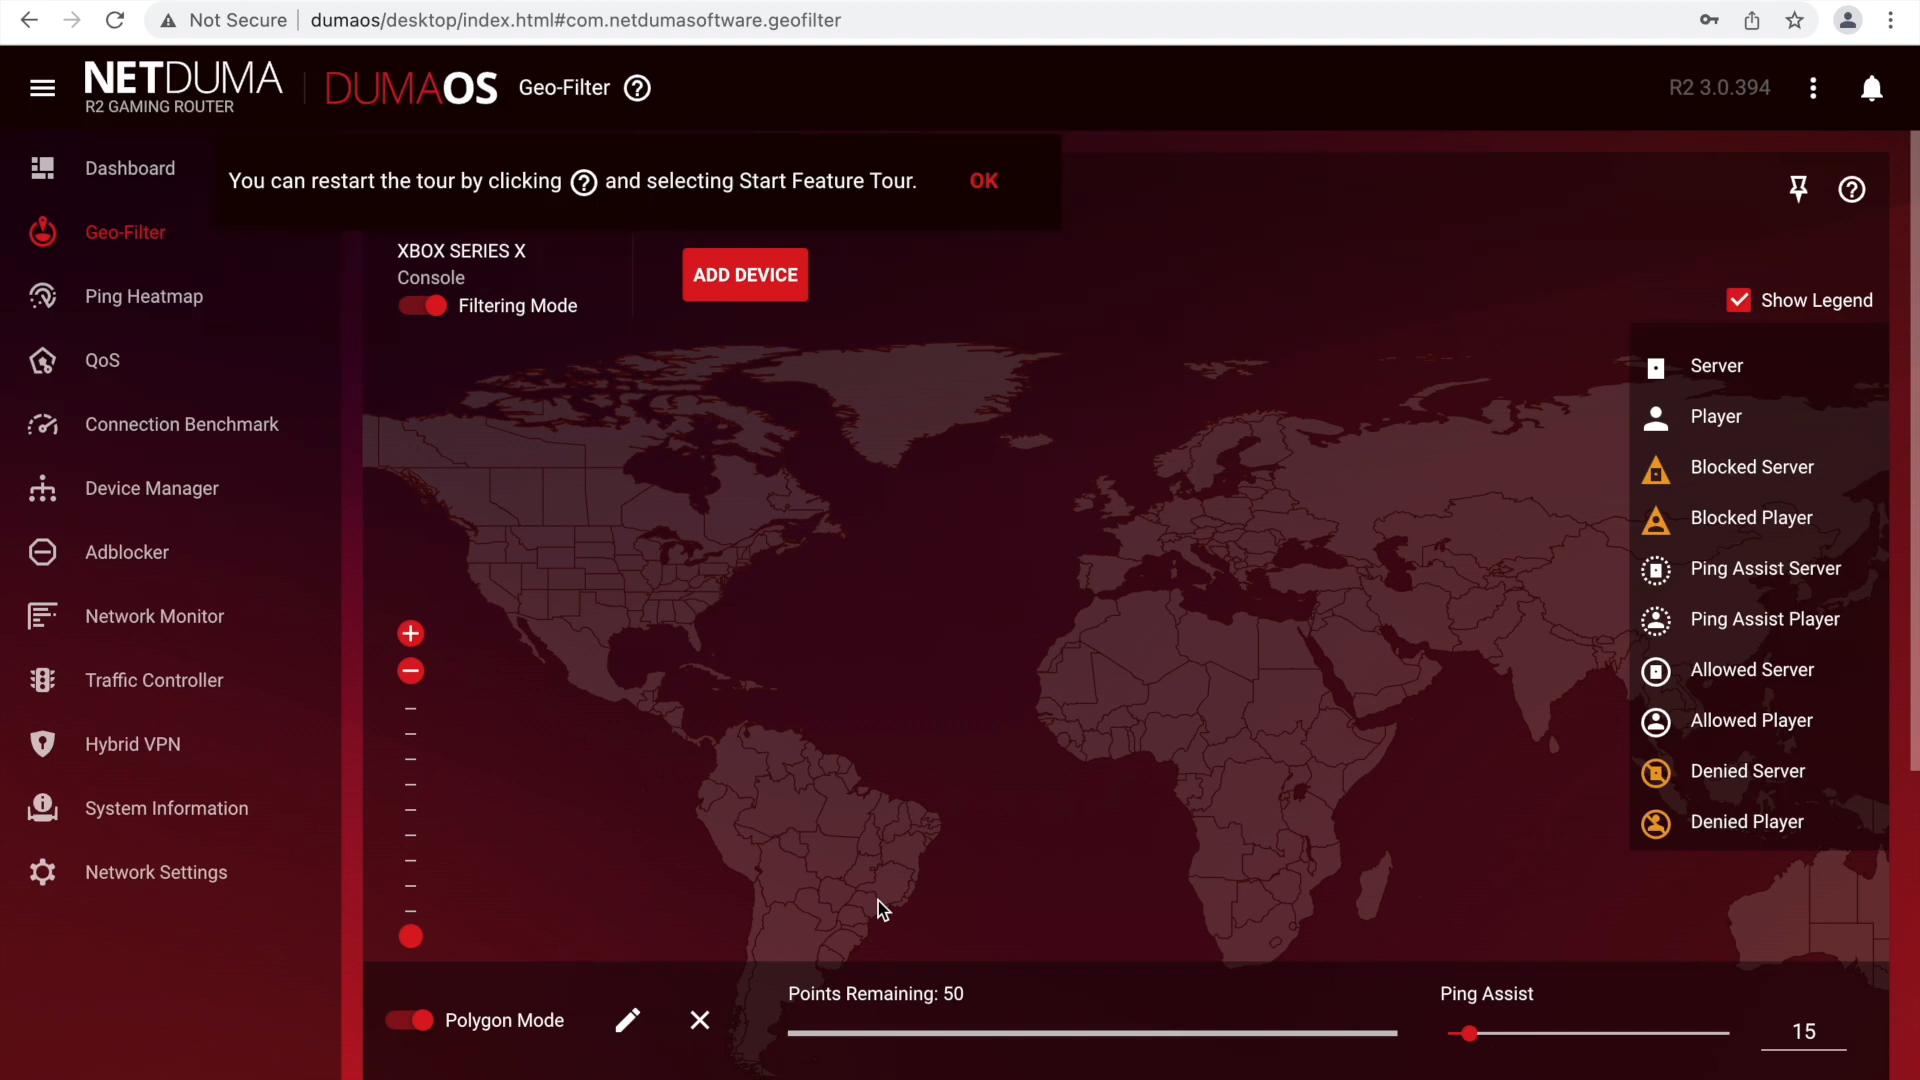 Not Secure
dumaos/desktop/index.html#com.netdumasoftware.geofilter
NETDUMA
R2 GAMING ROUTER
DUMAOS
Geo-Filter
R2 3.0.394
Dashboard
Geo-Filter
Ping Heatmap
QoS
Connection Benchmark
Device Manager
Adblocker
Network Monitor
Traffic Controller
Hybrid VPN
System Information
Network Settings
You can restart the tour by clicking ? and selecting Start Feature Tour.
OK
XBOX SERIES X
Console
Filtering Mode
ADD DEVICE
Show Legend
Server
Player
Blocked Server
Blocked Player
Ping Assist Server
Ping Assist Player
Allowed Server
Allowed Player
Denied Server
Denied Player
Polygon Mode
Points Remaining: 50
Ping Assist
15